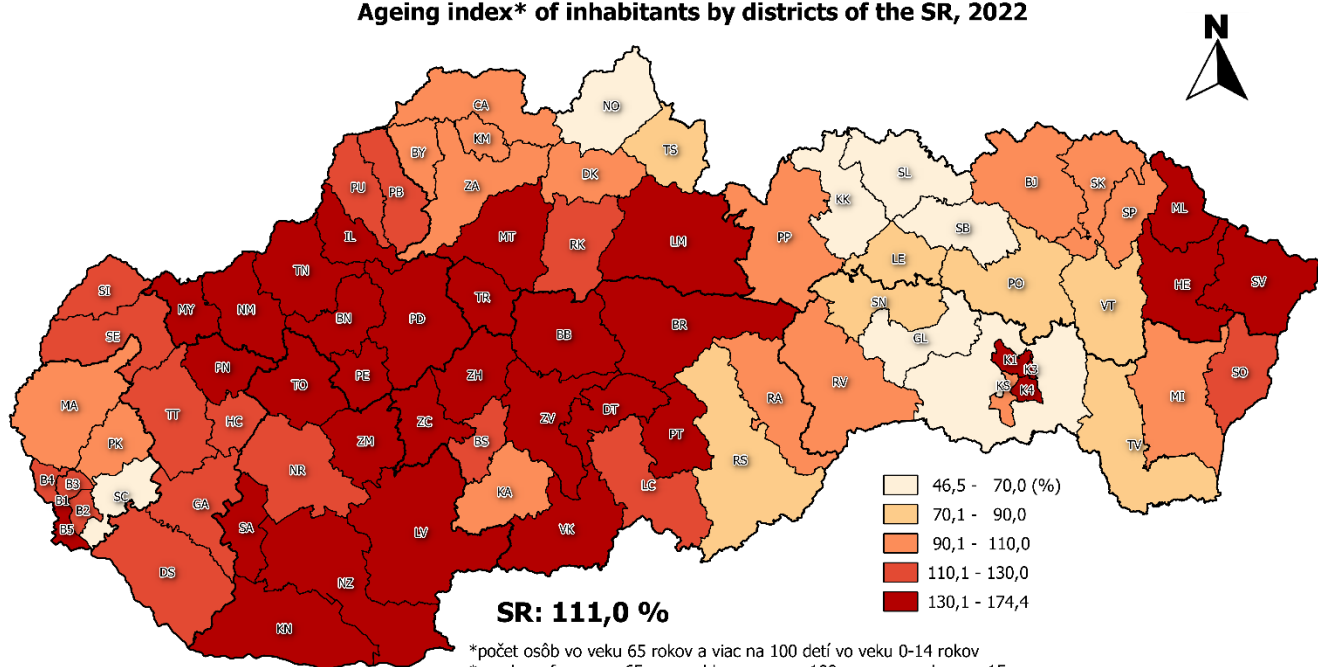 Ageing index* of inhabitants by districts of the SR, 2022
N
CA
NO
KM
BY
TS
PU
PB
ZA
DK
SL
BJ
SK
KK
SP
ML
IL
MT
RK
LM
PP
SB
TN
LE
PO
VT
HE
SV
SI
MY
NM
BN
PD
TR
SN
SE
BB
BR
GL
PN
TO
PE
ZH
K1
K3
SO
MA
TT
HC
ZM
ZC
ZV
DT
RA
RV
KS
K4
MI
PK
BS
PT
TV
NR
RS
B4
B3
SC
KA
LC
B1
B2
GA
B5
SA
LV
VK
DS
NZ
KN
46,5 - 70,0 (%)
70,1 - 90,0
90,1 - 110,0
110,1 - 130,0
130,1 - 174,4
SR: 111,0 %
*počet osôb vo veku 65 rokov a viac na 100 detí vo veku 0-14 rokov